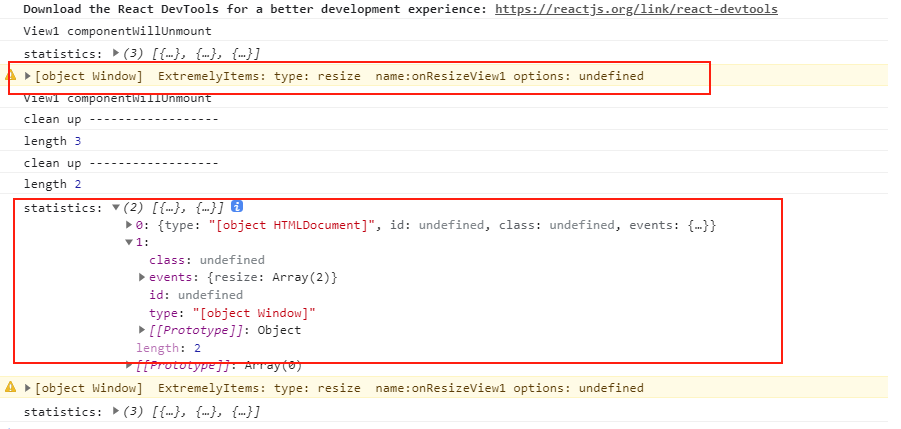 Download the React DevTools for a better development experience: https://reactjs.org/link/react-devtools
View1 componentWillUnmount
statistics: ▶(3) [{…}, {…}, {…}]
▶[object Window]  ExtremelyItems: type: resize  name:onResizeView1 options: undefined
View1 componentWillUnmount
clean up ------------------
length 3
clean up ------------------
length 2
statistics: ▼(2) [{…}, {…}] i
▶0: {type: "[object HTMLDocument]", id: undefined, class: undefined, events: {…}}
▼1:
class: undefined
▶events: {resize: Array(2)}
id: undefined
type: "[object Window]"
▶[[Prototype]]: Object
length: 2
▶[[Prototype]]: Array(0)
▶[object Window]  ExtremelyItems: type: resize  name:onResizeView1 options: undefined
statistics: ▶(3) [{…}, {…}, {…}]